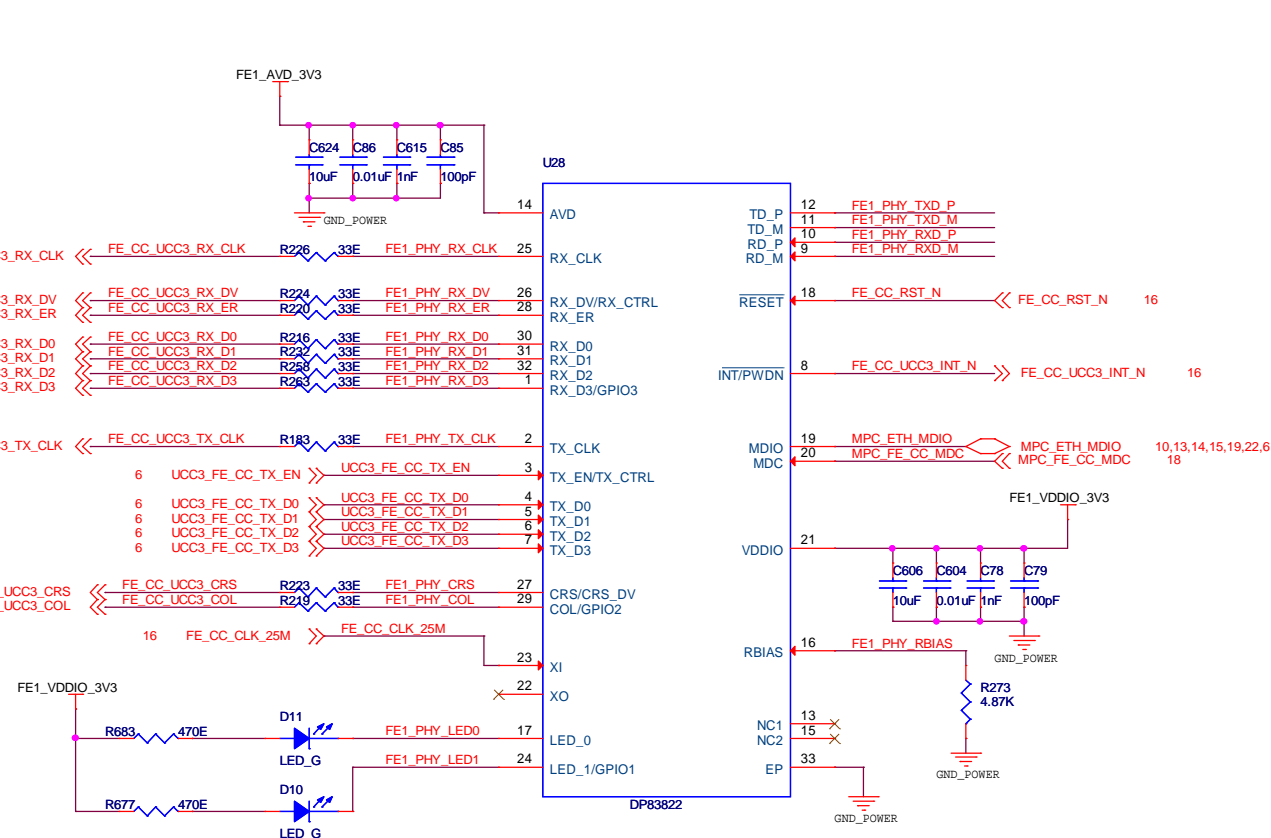 FE1_AVD_3V3
C624 C86 C615 C85
10uF 0.01uF 1nF 100pF
GND_POWER
U28
14 AVD
TD_P 12 FE1_PHY_TXD_P
TD_M 11 FE1_PHY_TXD_M
RD_P 10 FE1_PHY_RXD_P
RD_M 9 FE1_PHY_RXD_M
3_RX_CLK FE_CC_UCC3_RX_CLK R226 33E FE1_PHY_RX_CLK 25 RX_CLK
3_RX_DV FE_CC_UCC3_RX_DV R224 33E FE1_PHY_RX_DV 26 RX_DV/RX_CTRL
RESET 18 FE_CC_RST_N FE_CC_RST_N 16
3_RX_ER FE_CC_UCC3_RX_ER R220 33E FE1_PHY_RX_ER 28 RX_ER
3_RX_D0 FE_CC_UCC3_RX_D0 R216 33E FE1_PHY_RX_D0 30 RX_D0
3_RX_D1 FE_CC_UCC3_RX_D1 R232 33E FE1_PHY_RX_D1 31 RX_D1
3_RX_D2 FE_CC_UCC3_RX_D2 R258 33E FE1_PHY_RX_D2 32 RX_D2
INT/PWDN 8 FE_CC_UCC3_INT_N FE_CC_UCC3_INT_N 16
3_RX_D3 FE_CC_UCC3_RX_D3 R263 33E FE1_PHY_RX_D3 1 RX_D3/GPIO3
3_TX_CLK FE_CC_UCC3_TX_CLK R183 33E FE1_PHY_TX_CLK 2 TX_CLK
MDIO 19 MPC_ETH_MDIO MPC_ETH_MDIO 10,13,14,15,19,22,6
MDC 20 MPC_FE_CC_MDC MPC_FE_CC_MDC 18
6 UCC3_FE_CC_TX_EN UCC3_FE_CC_TX_EN 3 TX_EN/TX_CTRL
6 UCC3_FE_CC_TX_D0 UCC3_FE_CC_TX_D0 4 TX_D0
6 UCC3_FE_CC_TX_D1 UCC3_FE_CC_TX_D1 5 TX_D1
6 UCC3_FE_CC_TX_D2 UCC3_FE_CC_TX_D2 6 TX_D2
6 UCC3_FE_CC_TX_D3 UCC3_FE_CC_TX_D3 7 TX_D3
FE1_VDDIO_3V3
VDDIO 21
C606 C604 C78 C79
10uF 0.01uF 1nF 100pF
GND_POWER
UCC3_CRS FE_CC_UCC3_CRS R223 33E FE1_PHY_CRS 27 CRS/CRS_DV
UCC3_COL FE_CC_UCC3_COL R219 33E FE1_PHY_COL 29 COL/GPIO2
16 FE_CC_CLK_25M FE_CC_CLK_25M 23 XI
RBIAS 16 FE1_PHY_RBIAS
R273
4.87K
GND_POWER
22 XO
FE1_VDDIO_3V3
R683 470E D11 LED_G FE1_PHY_LED0 17 LED_0
NC1 13
NC2 15
R677 470E D10 LED_G FE1_PHY_LED1 24 LED_1/GPIO1
EP 33
GND_POWER
DP83822